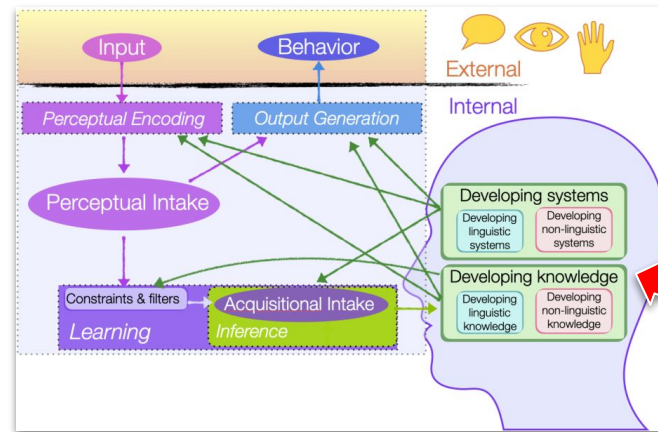 Input
Behavior
External
Internal
Perceptual Encoding
Output Generation
Perceptual Intake
Developing systems
Developing
linguistic
systems
Developing
non-linguistic
systems
Developing knowledge
Developing
linguistic
knowledge
Developing
non-linguistic
knowledge
Constraints & filters
Acquisitional Intake
Learning
Inference